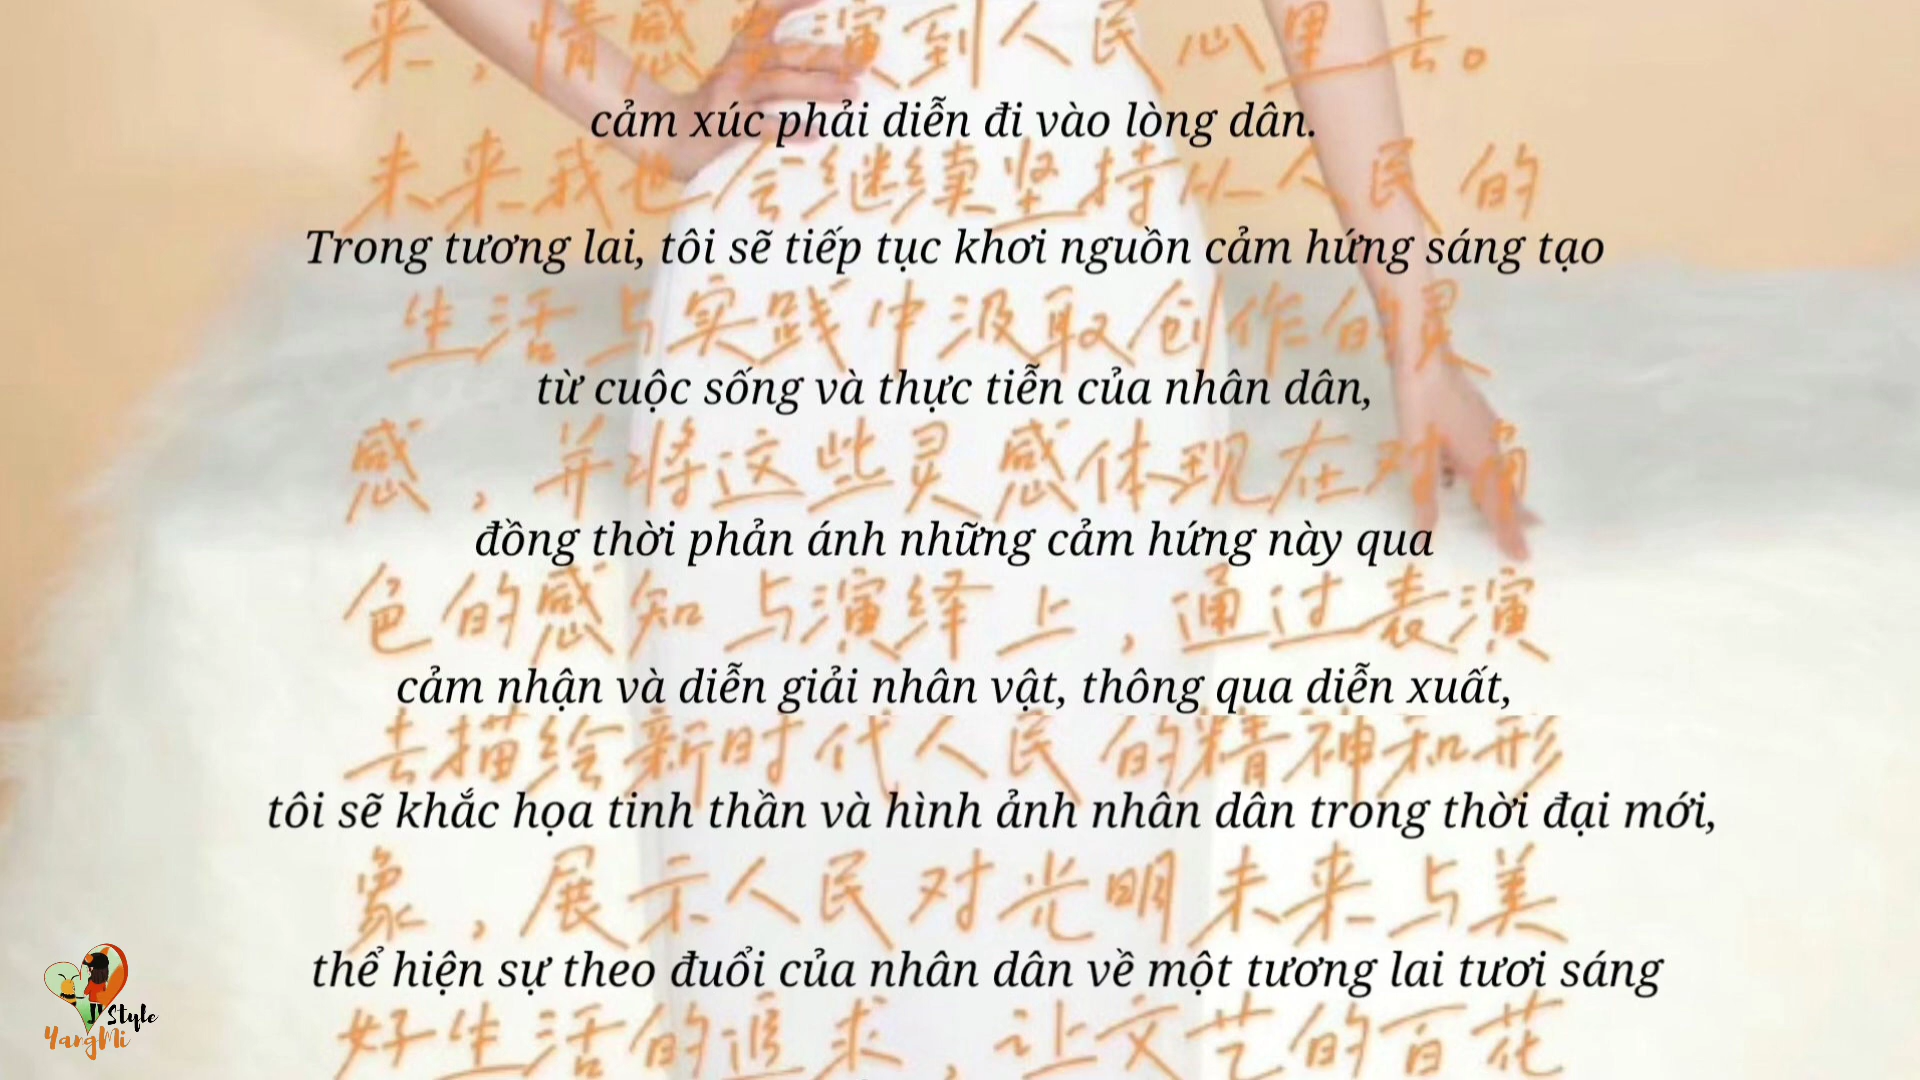 来，情感要演到人民心里去。
cảm xúc phải diễn đi vào lòng dân.
未来我也会继续坚持从人民的
Trong tương lai, tôi sẽ tiếp tục khơi nguồn cảm hứng sáng tạo
生活与实践中汲取创作的灵
từ cuộc sống và thực tiễn của nhân dân,
感，并将这些灵感体现在对角
đồng thời phản ánh những cảm hứng này qua
色的感知与演绎上，通过表演
cảm nhận và diễn giải nhân vật, thông qua diễn xuất,
去描绘新时代人民的精神和形
tôi sẽ khắc họa tinh thần và hình ảnh nhân dân trong thời đại mới,
象，展示人民对光明未来与美
thể hiện sự theo đuổi của nhân dân về một tương lai tươi sáng
好生活的追求，让文艺的百花
J' Style
YangMi